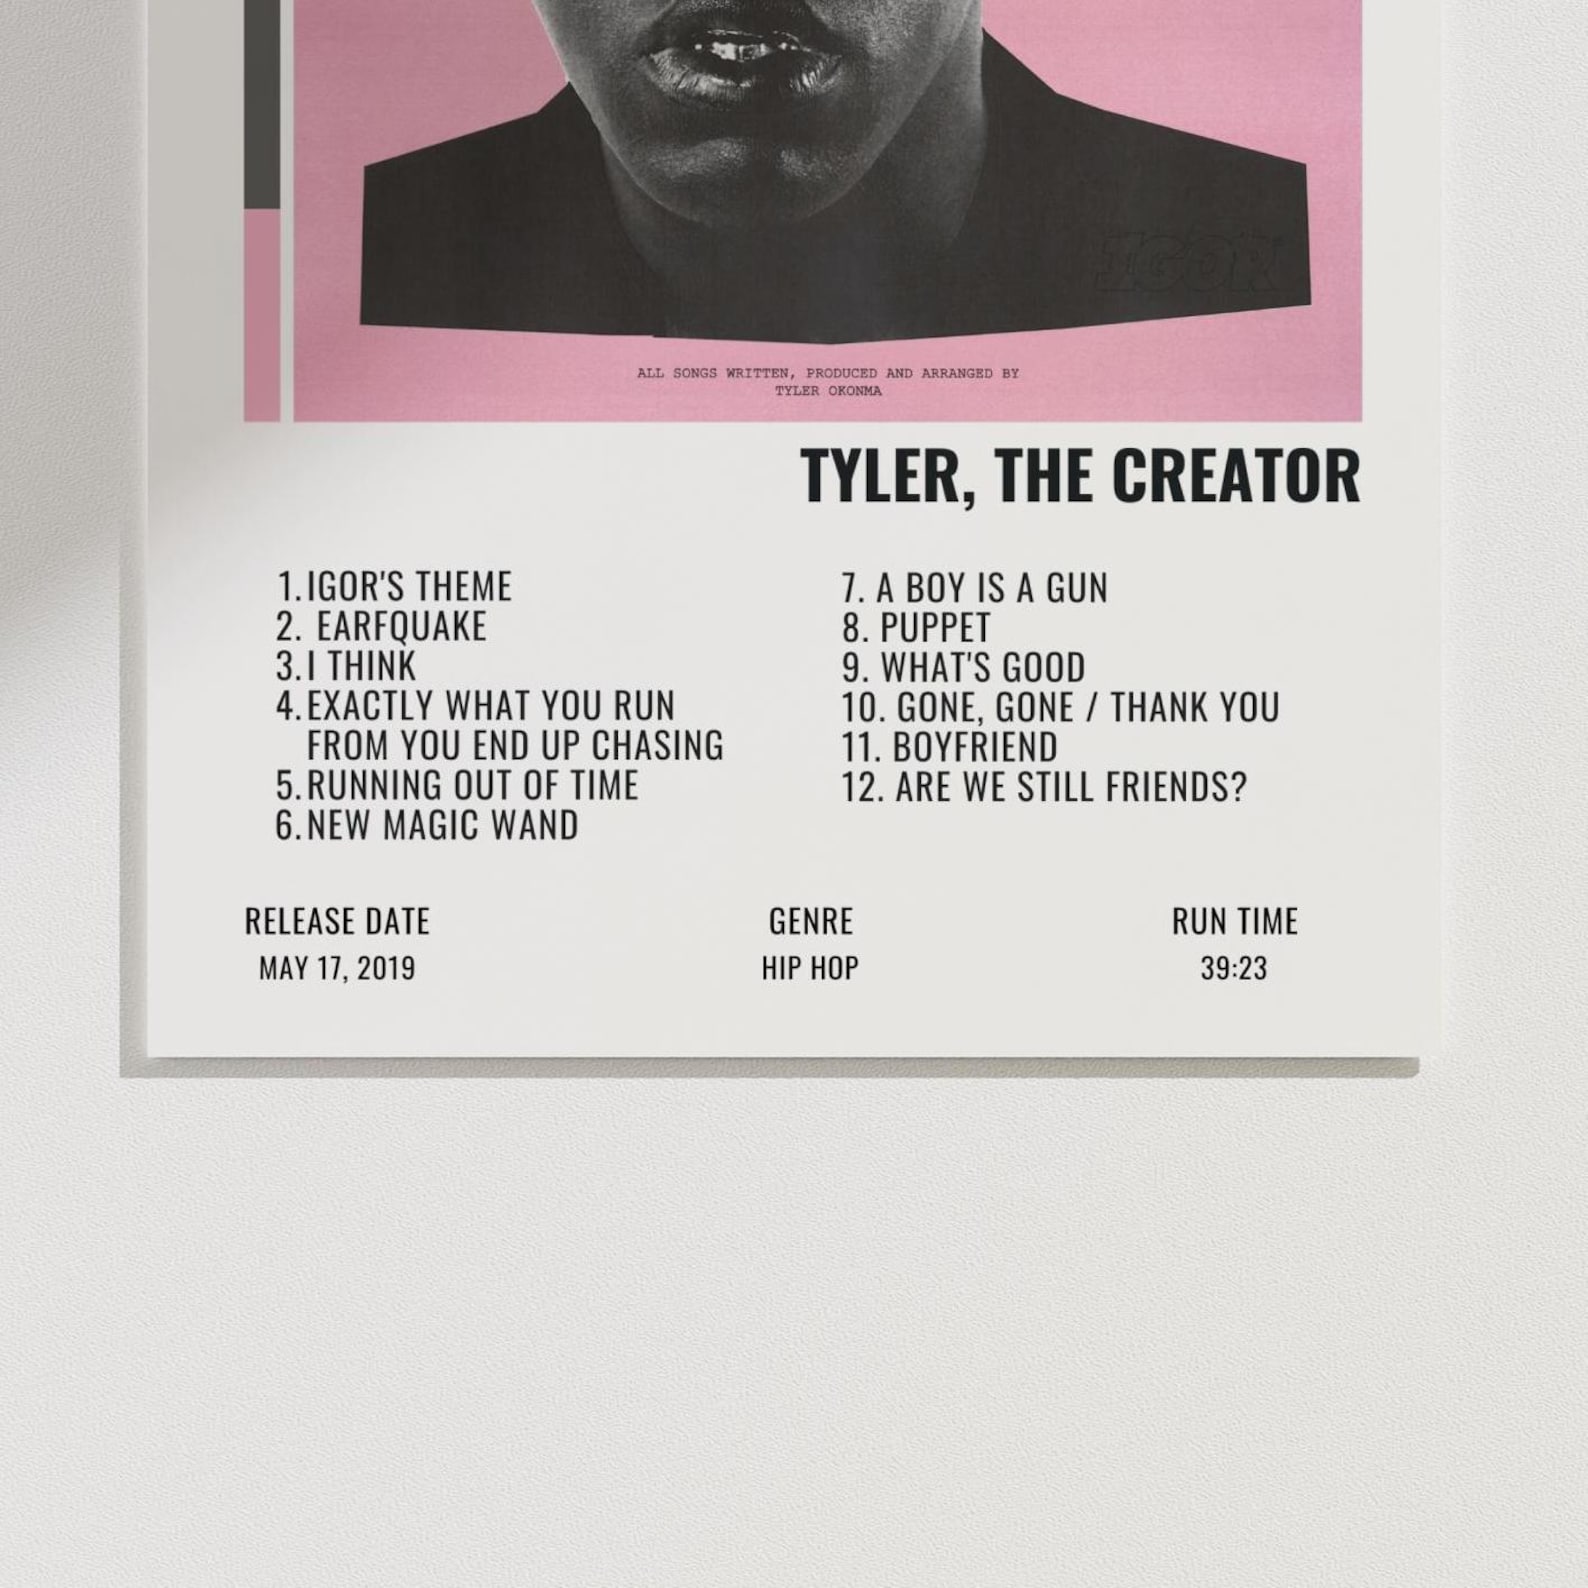 IGOR
ALL SONGS WRITTEN, PRODUCED AND ARRANGED BY
TYLER OKONMA
TYLER, THE CREATOR
1. IGOR'S THEME
2. EARFQUAKE
3. I THINK
4. EXACTLY WHAT YOU RUN
FROM YOU END UP CHASING
5. RUNNING OUT OF TIME
6. NEW MAGIC WAND
7. A BOY IS A GUN
8. PUPPET
9. WHAT'S GOOD
10. GONE, GONE / THANK YOU
11. BOYFRIEND
12. ARE WE STILL FRIENDS?
RELEASE DATE
MAY 17, 2019
GENRE
HIP HOP
RUN TIME
39:23